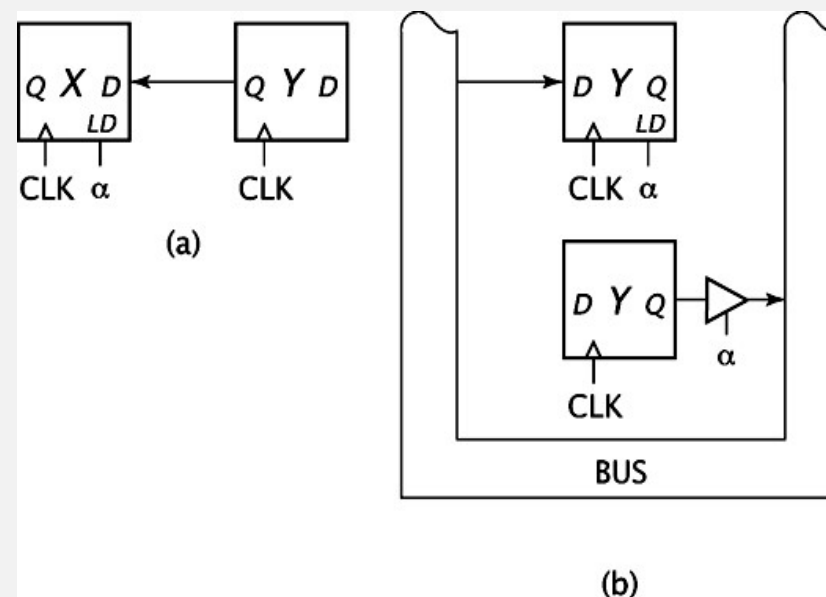 Q X D
LD
CLK α
Q Y D
CLK
(a)
D Y Q
LD
CLK α
D Y Q
α
CLK
BUS
(b)